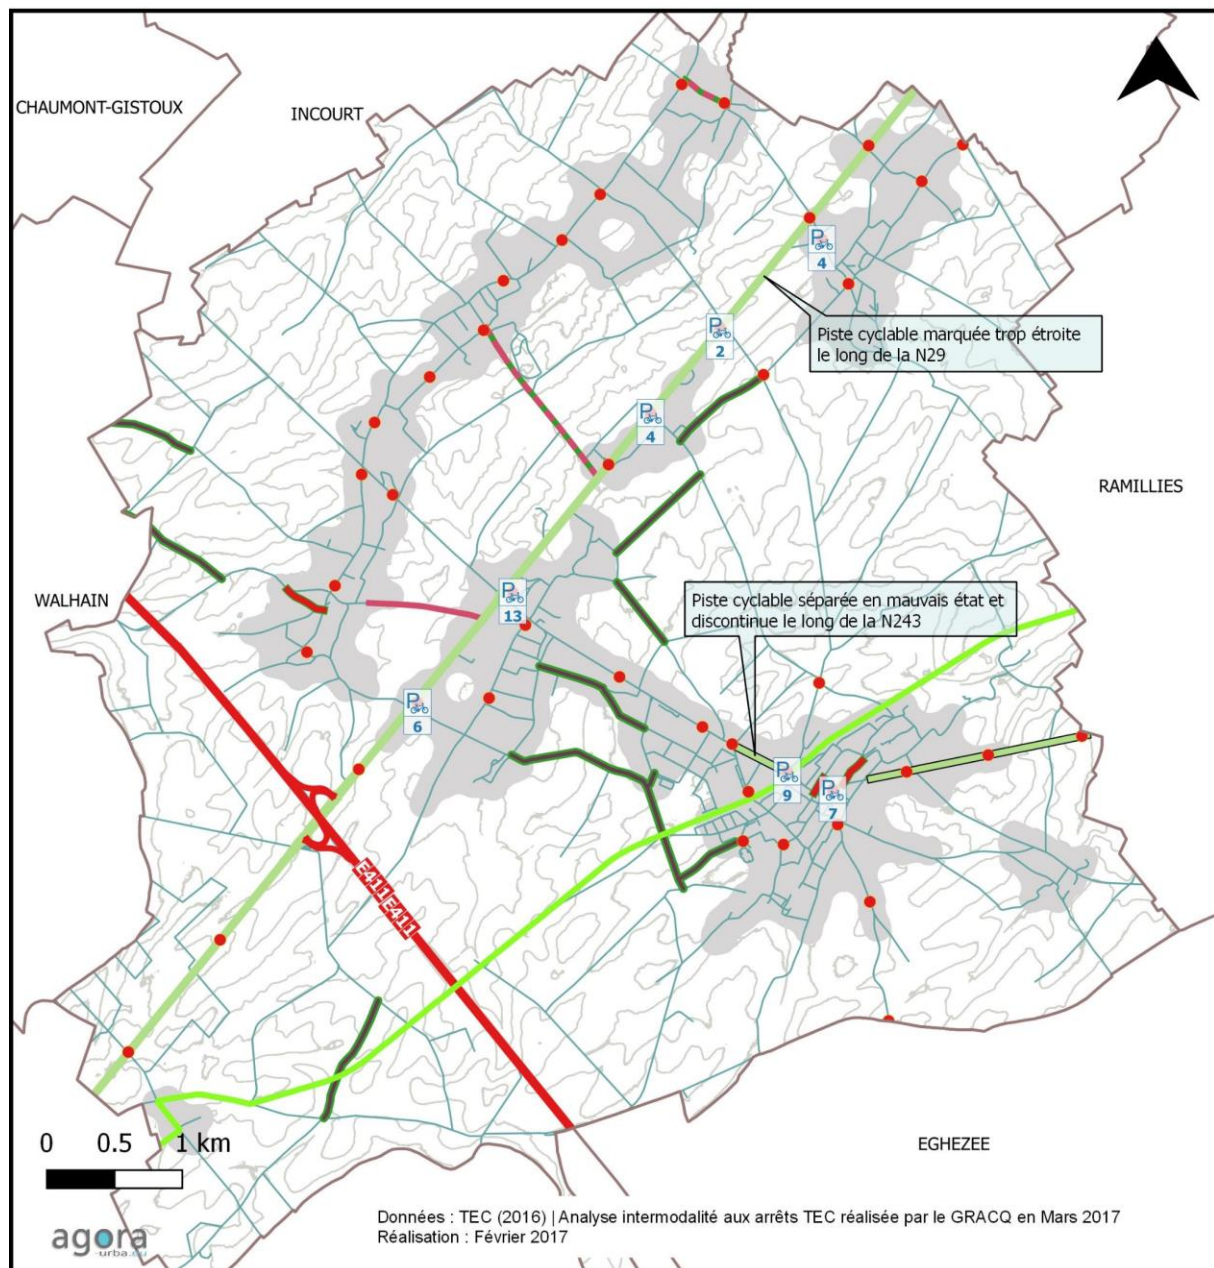 CHAUMONT-GISTOUX
INCOURT
P
4
Piste cyclable marquée trop étroite
le long de la N29
P
2
P
4
RAMILLIES
WALHAIN
Piste cyclable séparée en mauvais état et
discontinue le long de la N243
P
13
P
6
P
9
P
7
E411 E411
0 0.5 1 km
EGHEZEE
Données : TEC (2016) | Analyse intermodalité aux arrêts TEC réalisée par le GRACQ en Mars 2017
Réalisation : Février 2017
agora
-urba.eu